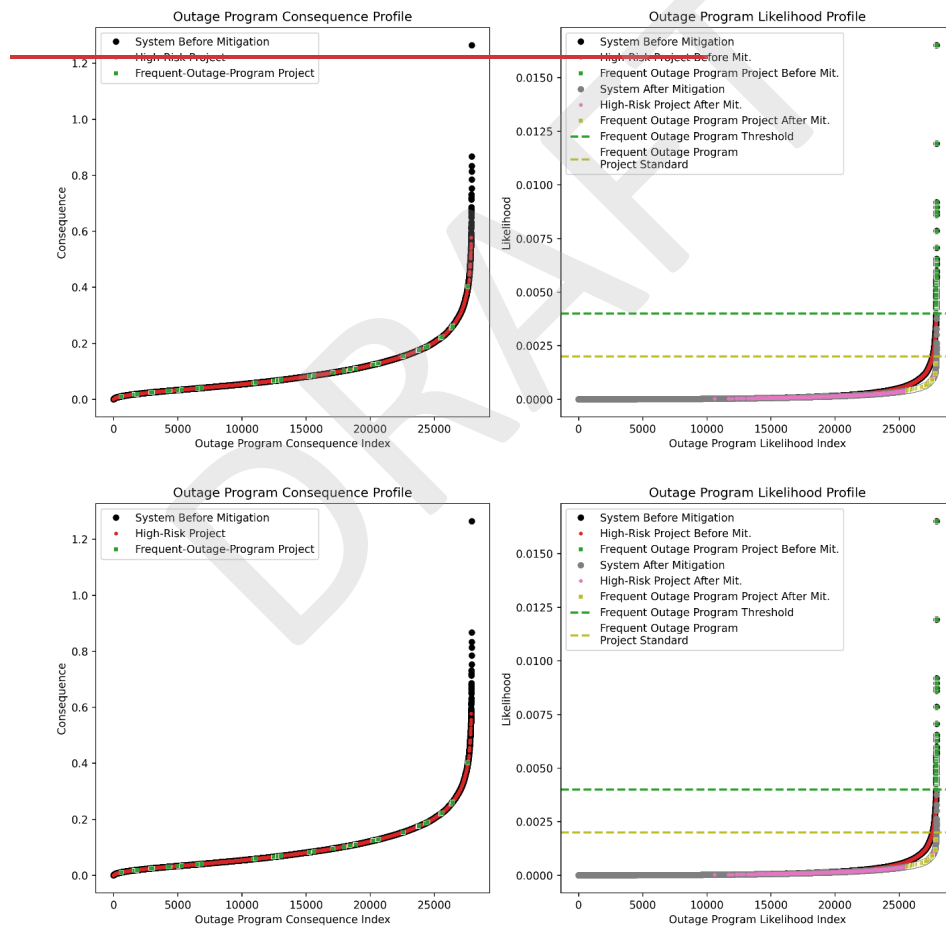 Outage Program Consequence Profile
System Before Mitigation
High-Risk Project
Frequent-Outage-Program Project
Consequence
1.2
1.0
0.8
0.6
0.4
0.2
0.0
0 5000 10000 15000 20000 25000
Outage Program Consequence Index
Outage Program Likelihood Profile
System Before Mitigation
High-Risk Project Before Mit.
Frequent Outage Program Project Before Mit.
System After Mitigation
High-Risk Project After Mit.
Frequent Outage Program Project After Mit.
Frequent Outage Program Threshold
Frequent Outage Program
Project Standard
Likelihood
0.0150
0.0125
0.0100
0.0075
0.0050
0.0025
0.0000
0 5000 10000 15000 20000 25000
Outage Program Likelihood Index
DRAFT
Outage Program Consequence Profile
System Before Mitigation
High-Risk Project
Frequent-Outage-Program Project
Consequence
1.2
1.0
0.8
0.6
0.4
0.2
0.0
0 5000 10000 15000 20000 25000
Outage Program Consequence Index
Outage Program Likelihood Profile
System Before Mitigation
High-Risk Project Before Mit.
Frequent Outage Program Project Before Mit.
System After Mitigation
High-Risk Project After Mit.
Frequent Outage Program Project After Mit.
Frequent Outage Program Threshold
Frequent Outage Program
Project Standard
Likelihood
0.0150
0.0125
0.0100
0.0075
0.0050
0.0025
0.0000
0 5000 10000 15000 20000 25000
Outage Program Likelihood Index